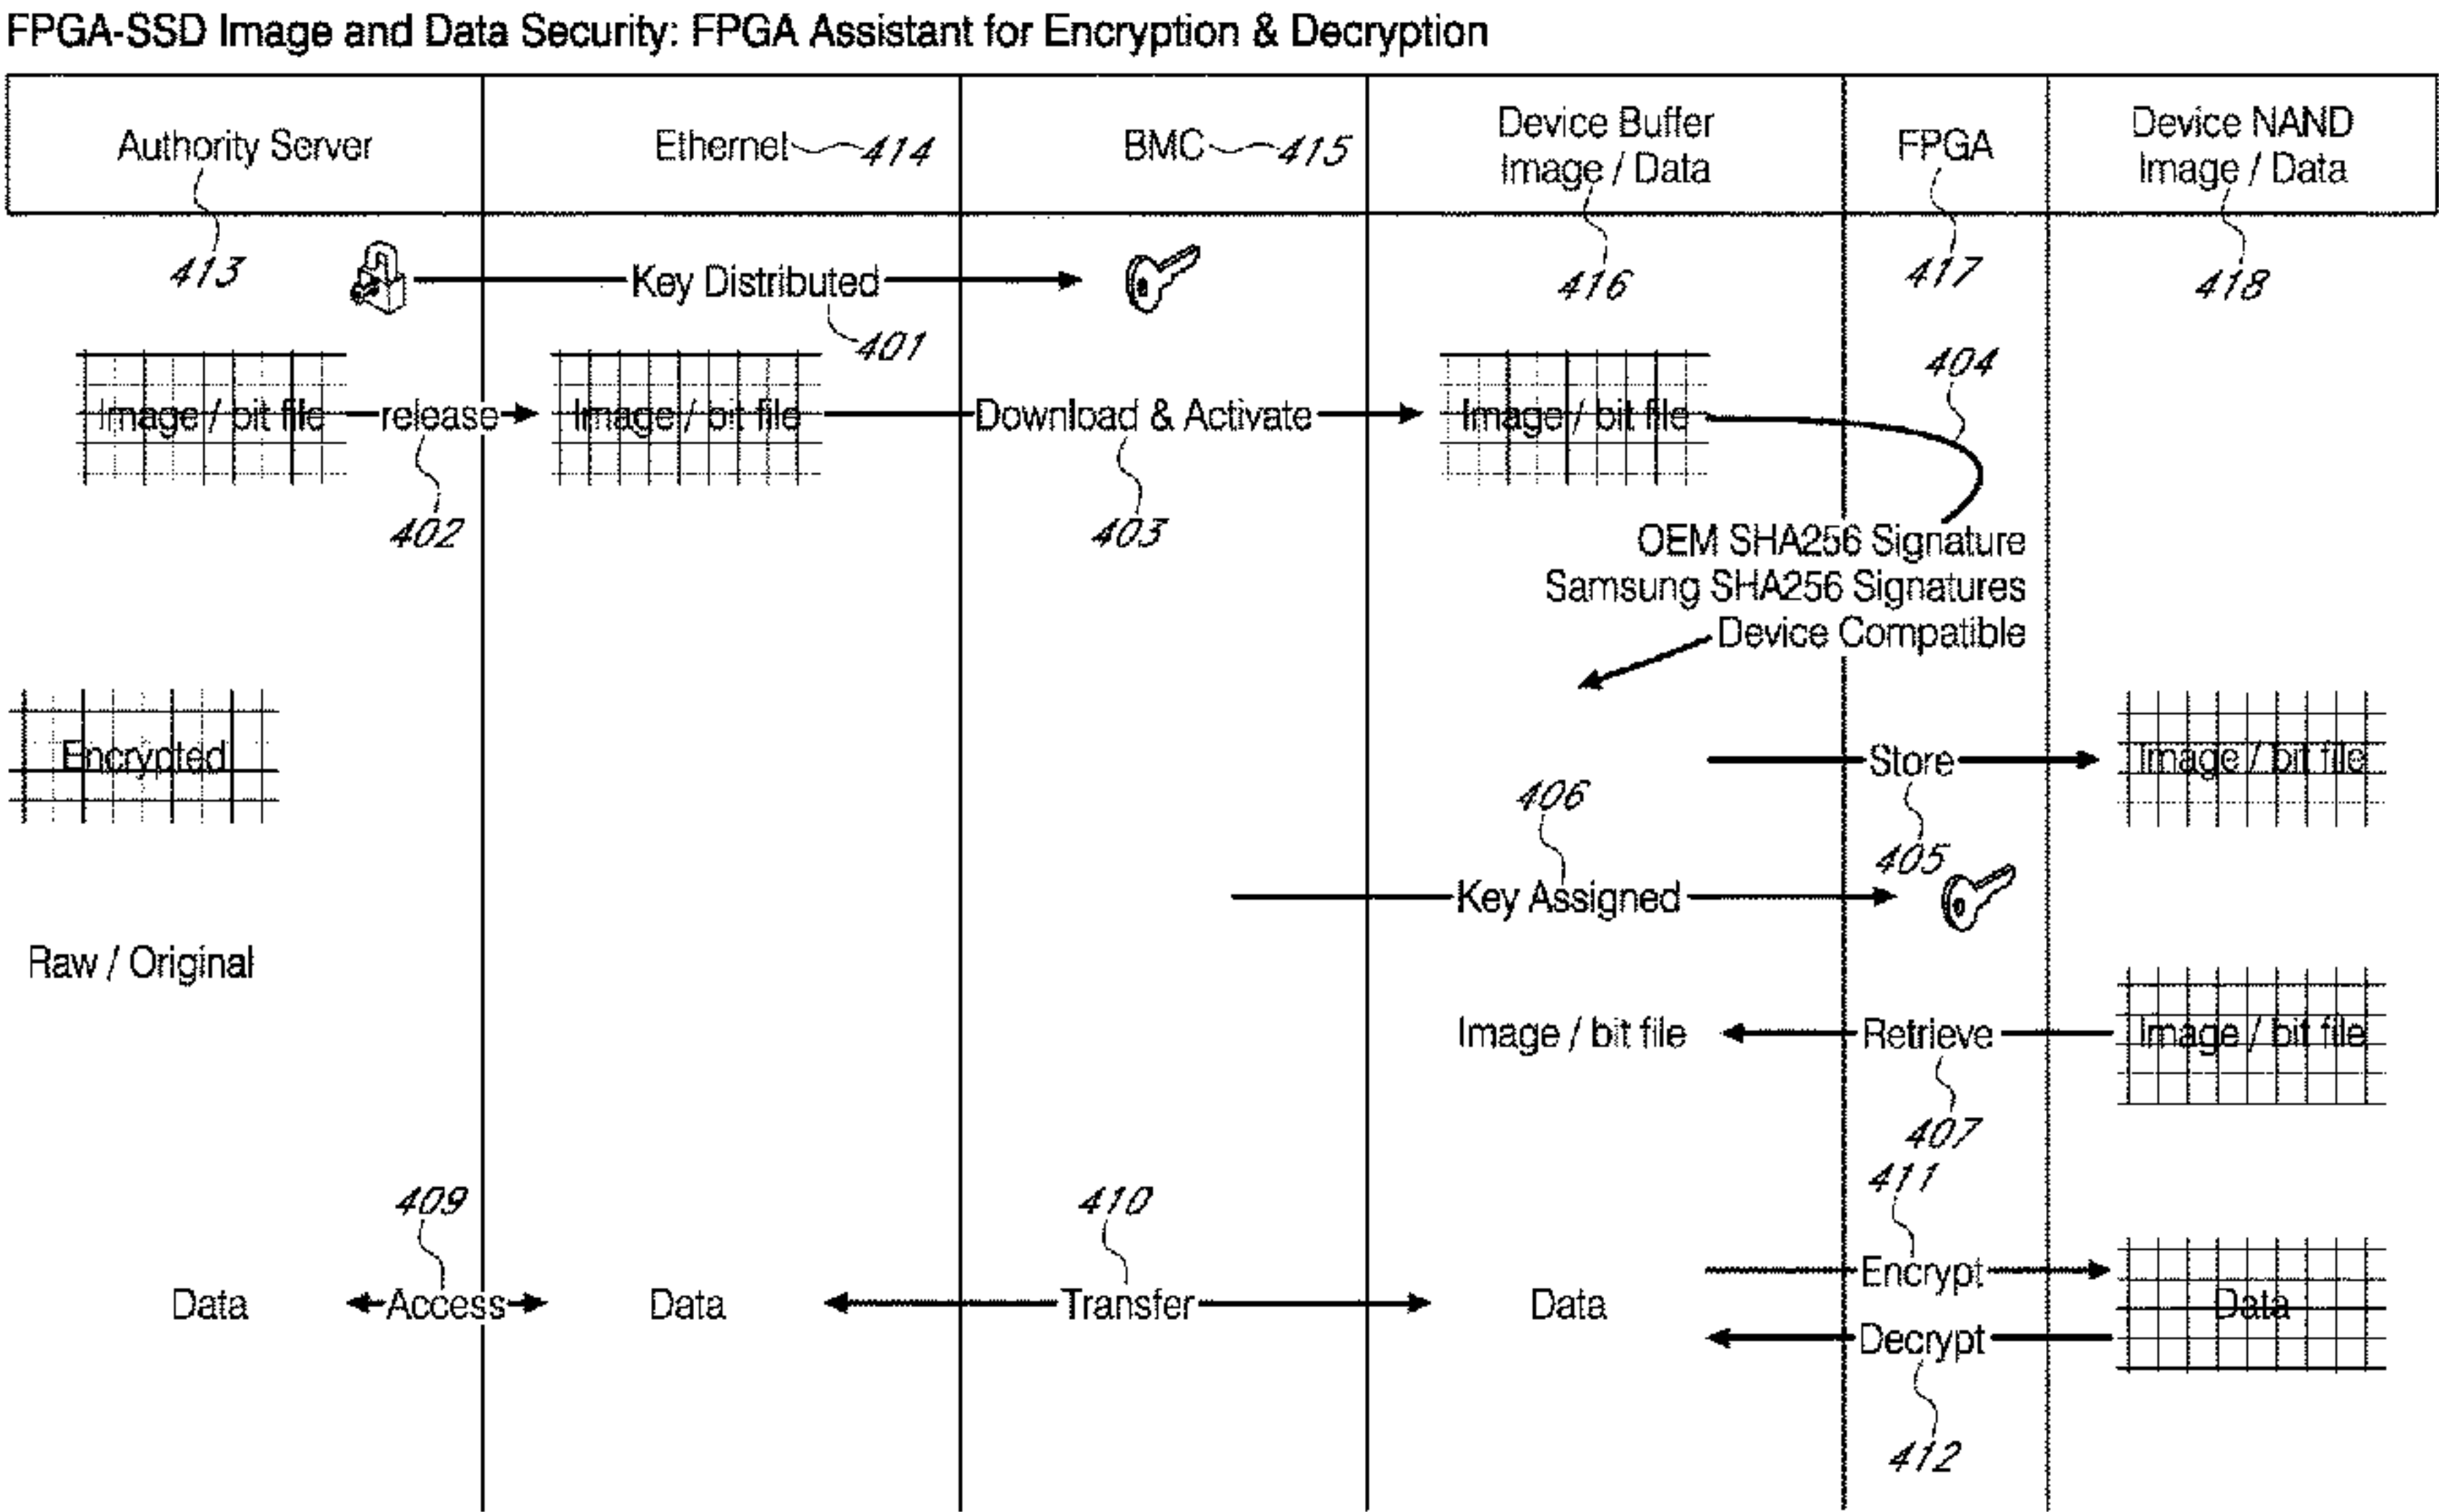 FPGA-SSD Image and Data Security: FPGA Assistant for Encryption & Decryption
Authority Server
Ethernet 414
BMC 415
Device Buffer
Image / Data
FPGA
Device NAND
Image / Data
413
Key Distributed
416
417
418
401
404
Image / bit file
release
Image / bit file
Download & Activate
Image / bit file
402
403
OEM SHA256 Signature
Samsung SHA256 Signatures
Device Compatible
Encrypted
Store
Image / bit file
406
405
Key Assigned
Raw / Original
Image / bit file
Retrieve
Image / bit file
407
409
410
411
Encrypt
Data
Access
Data
Transfer
Data
Data
Decrypt
412